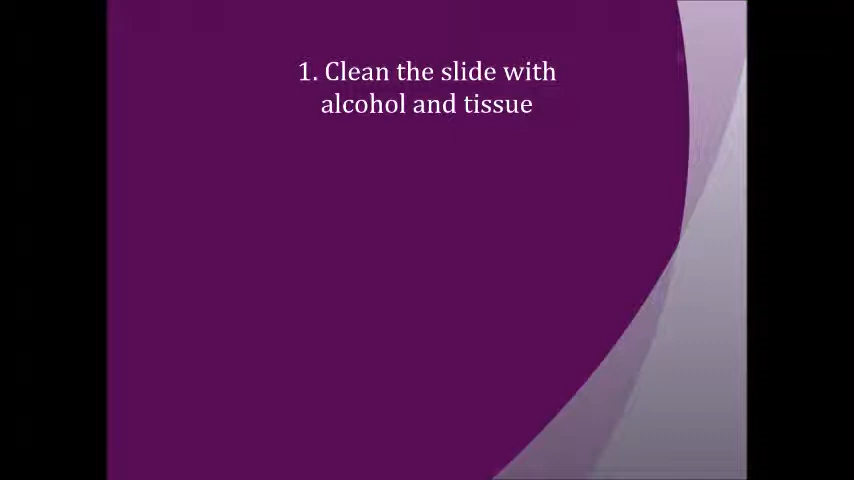 1. Clean the slide with
alcohol and tissue